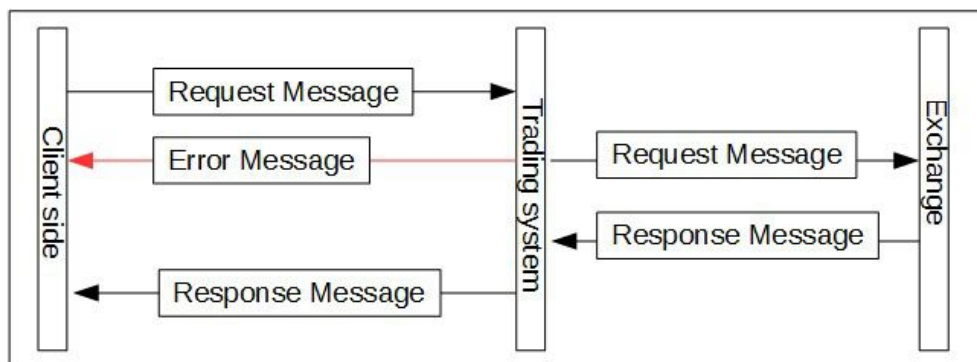 Client side
Request Message
Error Message
Response Message
Trading system
Request Message
Response Message
Exchange